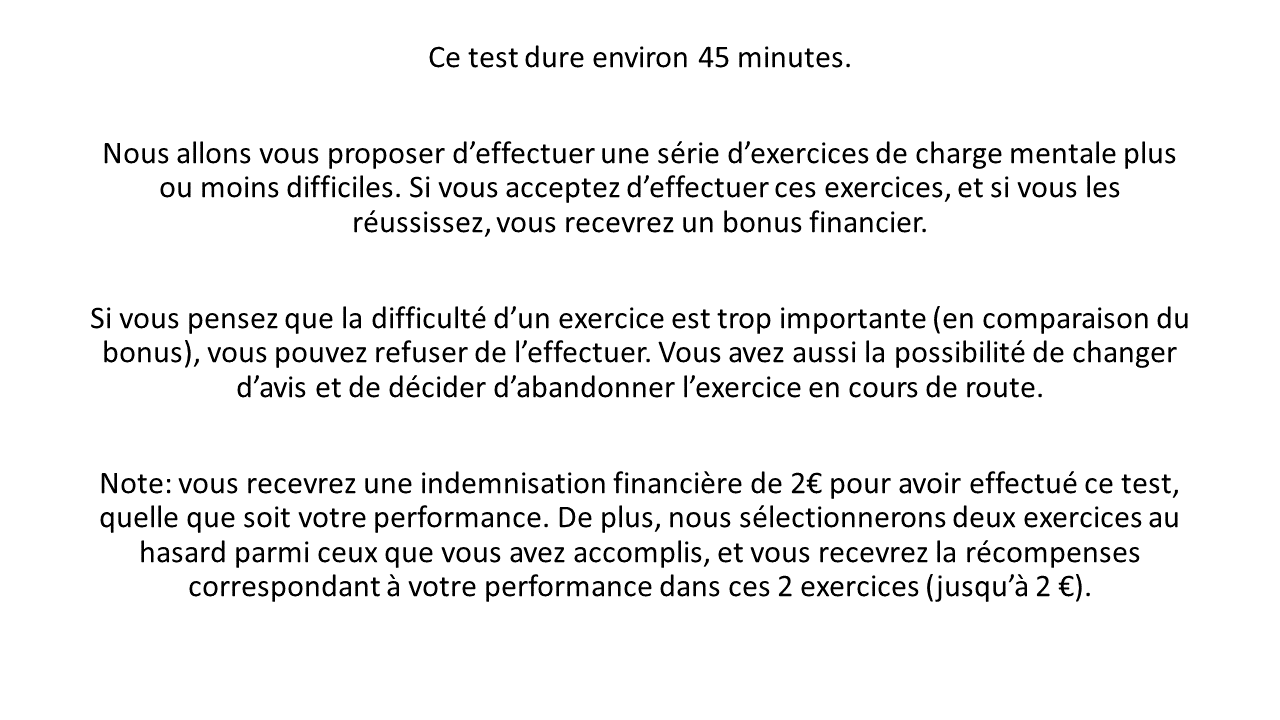 Ce test dure environ 45 minutes.
Nous allons vous proposer d’effectuer une série d’exercices de charge mentale plus
ou moins difficiles. Si vous acceptez d’effectuer ces exercices, et si vous les
réussissez, vous recevrez un bonus financier.
Si vous pensez que la difficulté d’un exercice est trop importante (en comparaison du
bonus), vous pouvez refuser de l’effectuer. Vous avez aussi la possibilité de changer
d’avis et de décider d’abandonner l’exercice en cours de route.
Note: vous recevrez une indemnisation financière de 2€ pour avoir effectué ce test,
quelle que soit votre performance. De plus, nous sélectionnerons deux exercices au
hasard parmi ceux que vous avez accomplis, et vous recevrez la récompenses
correspondant à votre performance dans ces 2 exercices (jusqu’à 2 €).